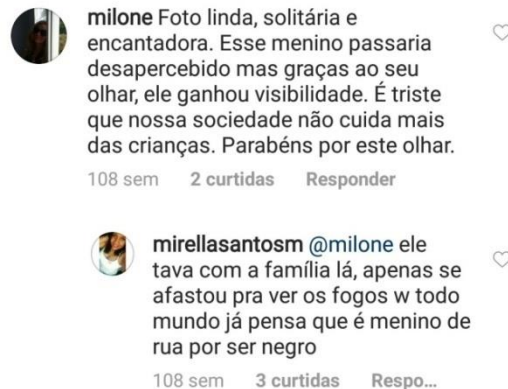 milone Foto linda, solitária e
encantadora. Esse menino passaria
desapercebido mas graças ao seu
olhar, ele ganhou visibilidade. É triste
que nossa sociedade não cuida mais
das crianças. Parabéns por este olhar.
108 sem 2 curtidas Responder
mirellasantosm @milone ele
tava com a família lá, apenas se
afastou pra ver os fogos w todo
mundo já pensa que é menino de
rua por ser negro
108 sem 3 curtidas Respo...